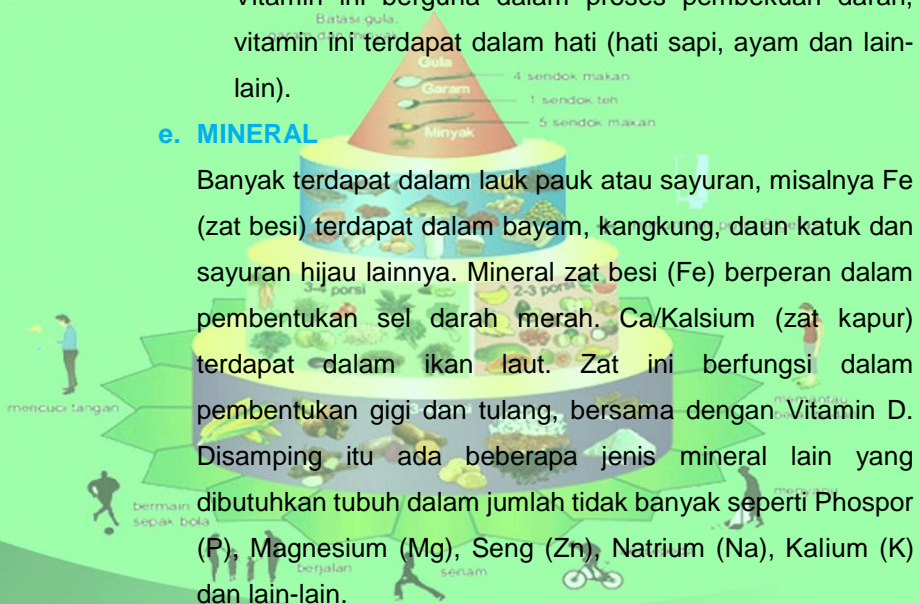 Vitamin ini berguna dalam proses pembekuan darah,
Batasi gula,
vitamin ini terdapat dalam hati (hati sapi, ayam dan lain-
lain).
Gula
4 sendok makan
Garam
1 sendok teh
Minyak
5 sendok makan
e. MINERAL
Banyak terdapat dalam lauk pauk atau sayuran, misalnya Fe
(zat besi) terdapat dalam bayam, kangkung, daun katuk dan
sayuran hijau lainnya. Mineral zat besi (Fe) berperan dalam
3-4 porsi
2-3 porsi
pembentukan sel darah merah. Ca/Kalsium (zat kapur)
terdapat dalam ikan laut. Zat ini berfungsi dalam
mencuci tangan
pembentukan gigi dan tulang, bersama dengan Vitamin D.
Disamping itu ada beberapa jenis mineral lain yang
bermain
sepak bola
dibutuhkan tubuh dalam jumlah tidak banyak seperti Phospor
(P), Magnesium (Mg), Seng (Zn), Natrium (Na), Kalium (K)
berjalan
senam
dan lain-lain.